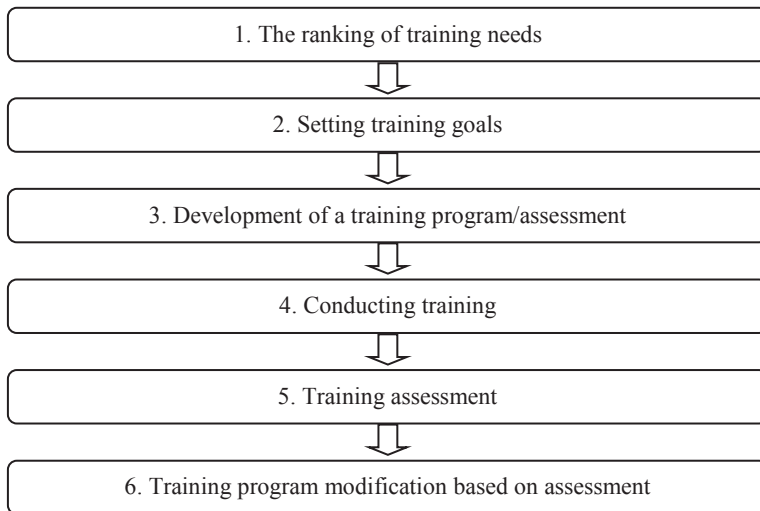 1. The ranking of training needs
2. Setting training goals
3. Development of a training program/assessment
4. Conducting training
5. Training assessment
6. Training program modification based on assessment